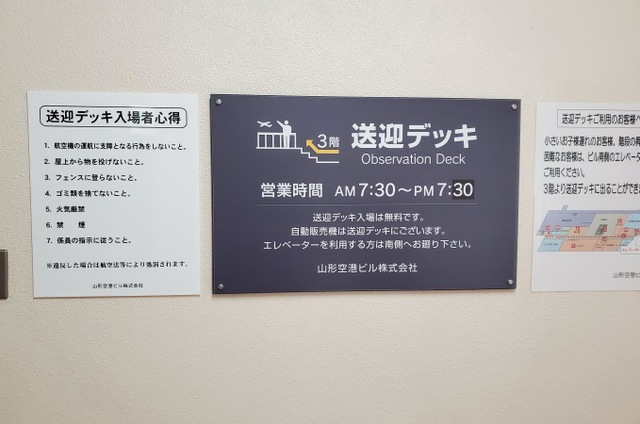 送迎デッキ入場者心得
1. 航空機の運航に支障となる行為をしないこと。
2. 屋上から物を投げないこと。
3. フェンスに登らないこと。
4. ゴミ類を捨てないこと。
5. 火気厳禁
6. 禁 煙
7. 係員の指示に従うこと。
※違反した場合は航空法等により処罰されます。
山形空港ビル株式会社
3階
送迎デッキ
Observation Deck
営業時間 AM7:30～PM7:30
送迎デッキ入場は無料です。
自動販売機は送迎デッキにございます。
エレベーターを利用する方は南側へお廻り下さい。
山形空港ビル株式会社
送迎デッキご利用のお客様へ
小さいお子様連れのお客様、階段の昇
困難なお客様は、ビル南側のエレベータ
ご利用ください。
3階より送迎デッキに出ることができま
山形空港